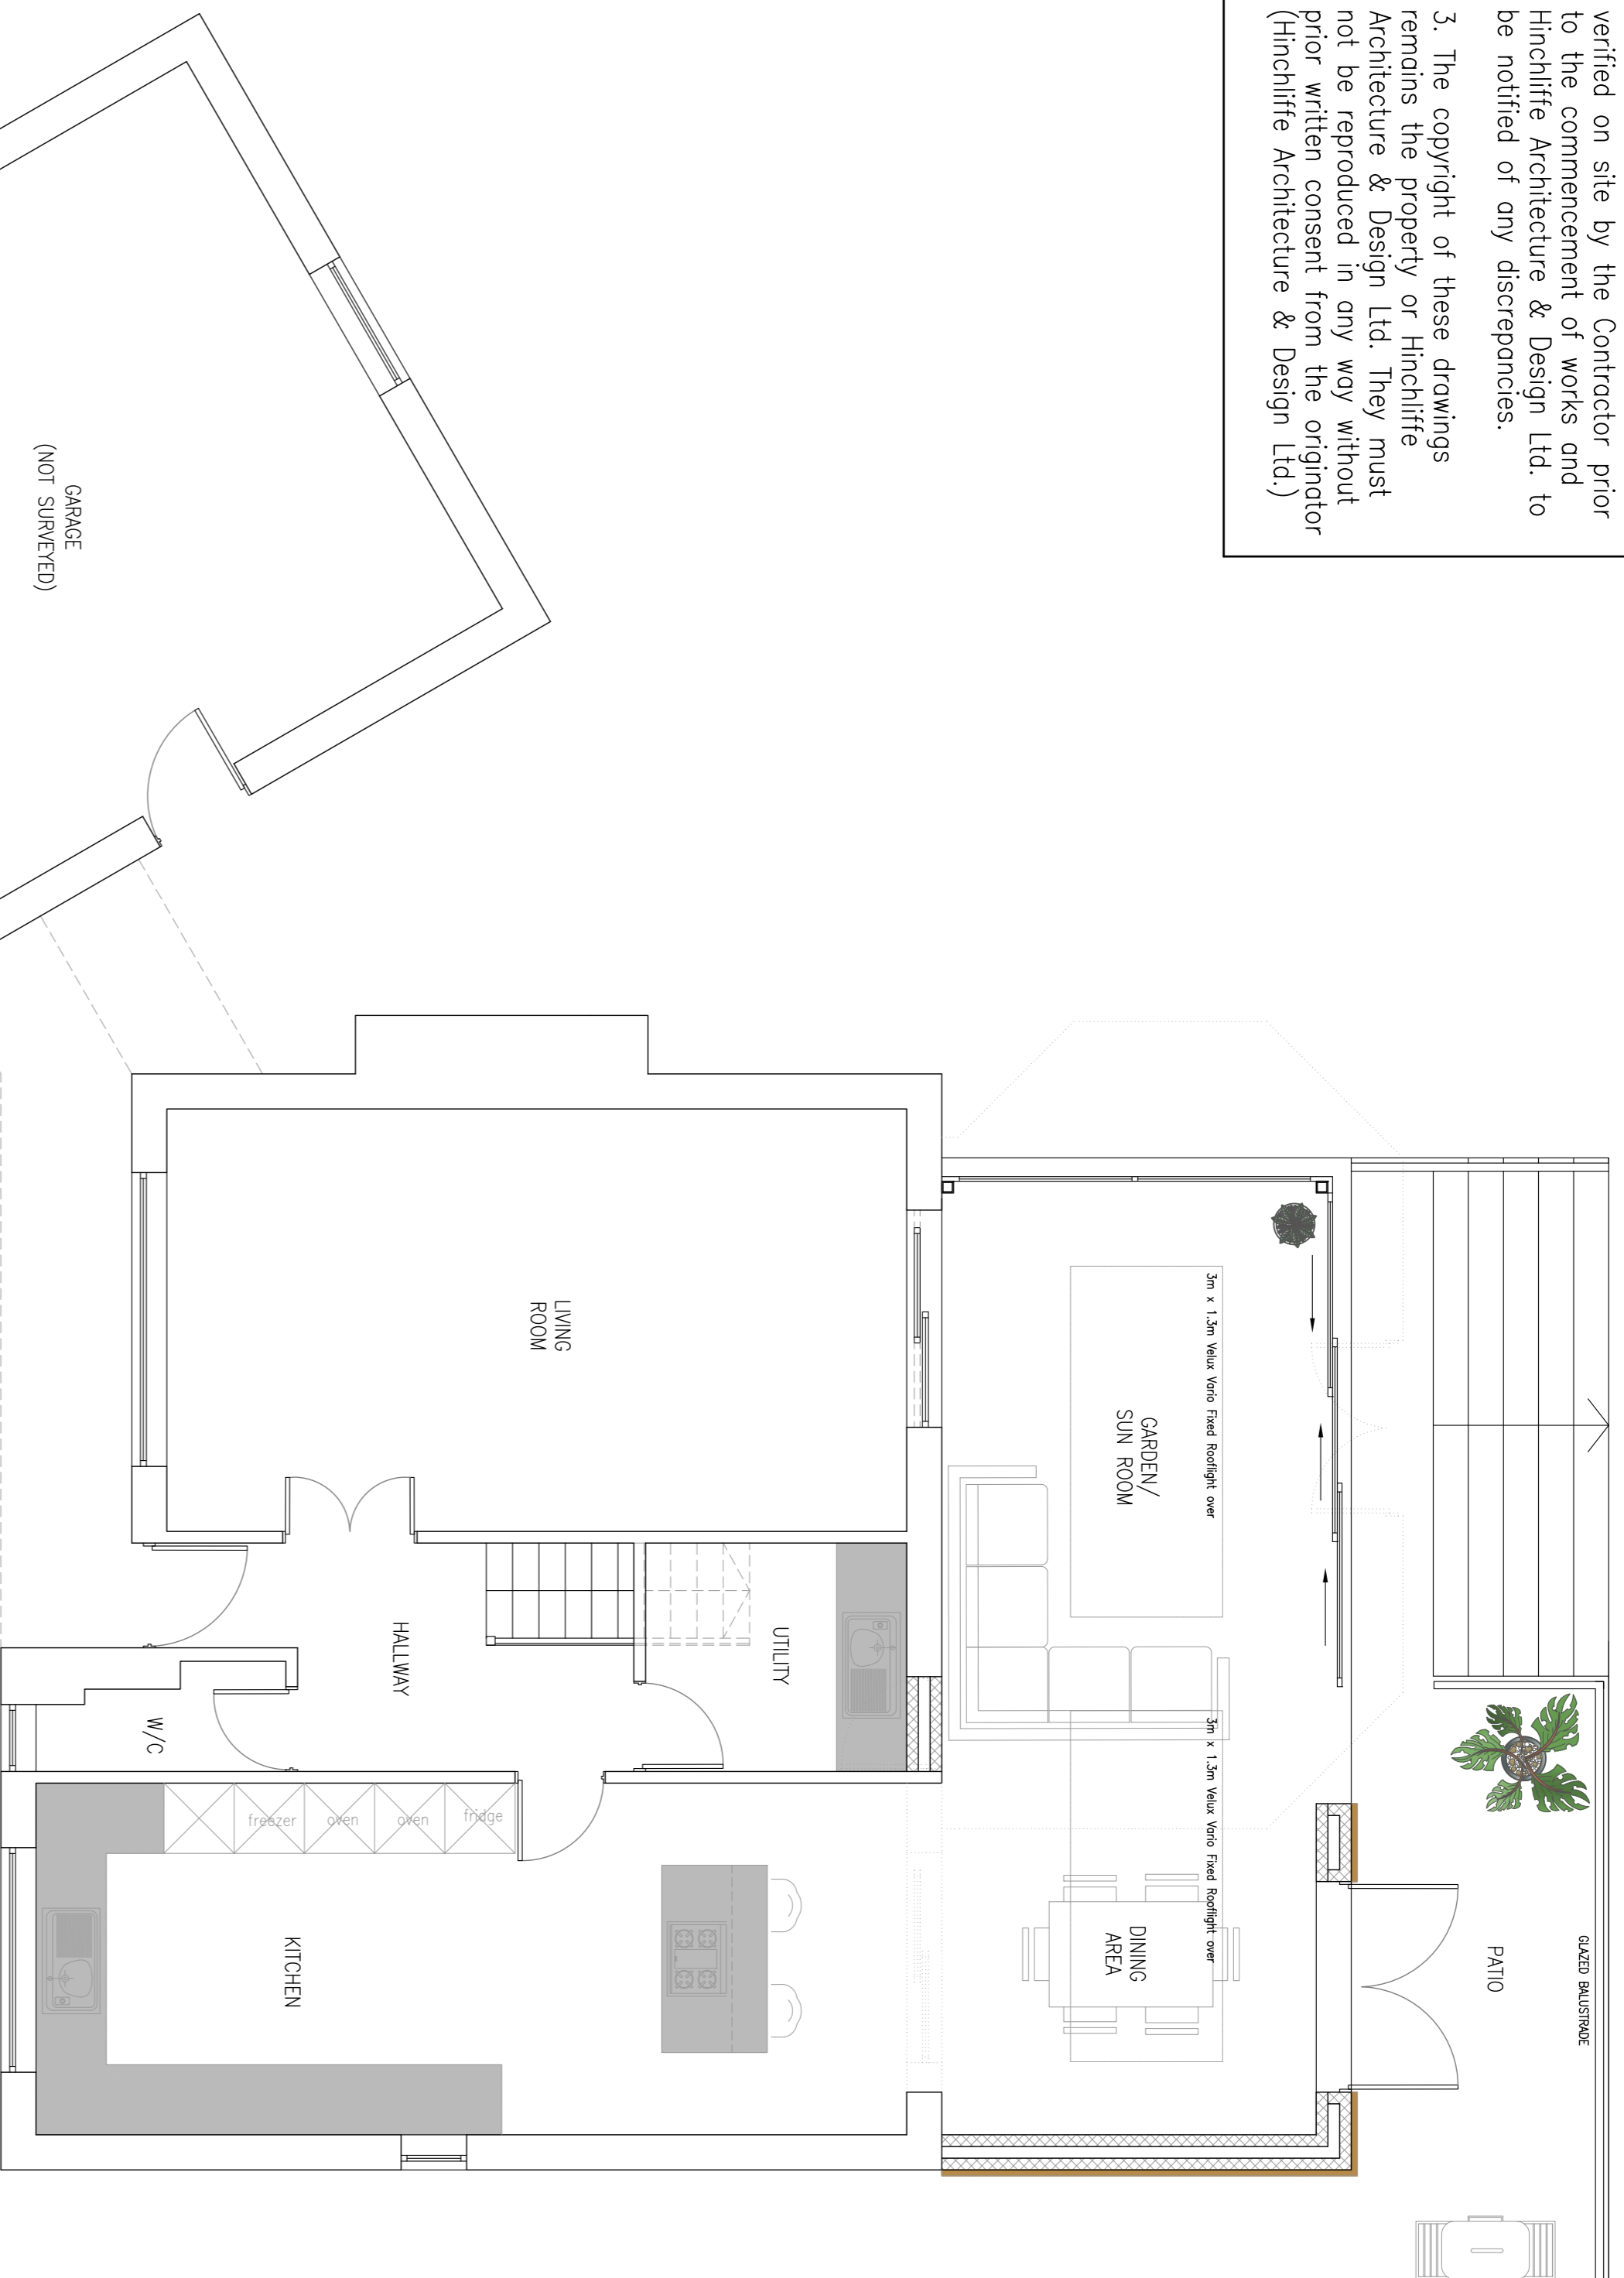 verified on site by the Contractor prior
to the commencement of works and
Hinchliffe Architecture & Design Ltd. to
be notified of any discrepancies.
3. The copyright of these drawings
remains the property or Hinchliffe
Architecture & Design Ltd. They must
not be reproduced in any way without
prior written consent from the originator
(Hinchliffe Architecture & Design Ltd.)
GLAZED BALUSTRADE
PATIO
3m x 1.3m Velux Vario Fixed Rooflight over
3m x 1.3m Velux Vario Fixed Rooflight over
GARDEN/
SUN ROOM
DINING
AREA
UTILITY
LIVING
ROOM
fridge
oven
oven
freezer
HALLWAY
KITCHEN
W/C
GARAGE
(NOT SURVEYED)